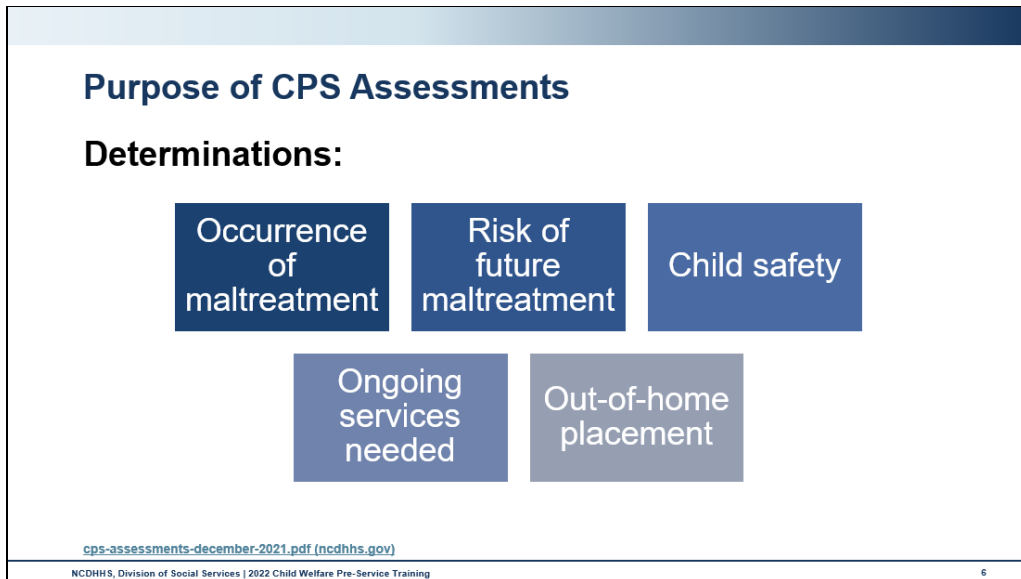 Purpose of CPS Assessments
Determinations:
Occurrence
of
maltreatment
Risk of
future
maltreatment
Child safety
Ongoing
services
needed
Out-of-home
placement
cps-assessments-december-2021.pdf (ncdhhs.gov)
NCDHHS, Division of Social Services | 2022 Child Welfare Pre-Service Training
6